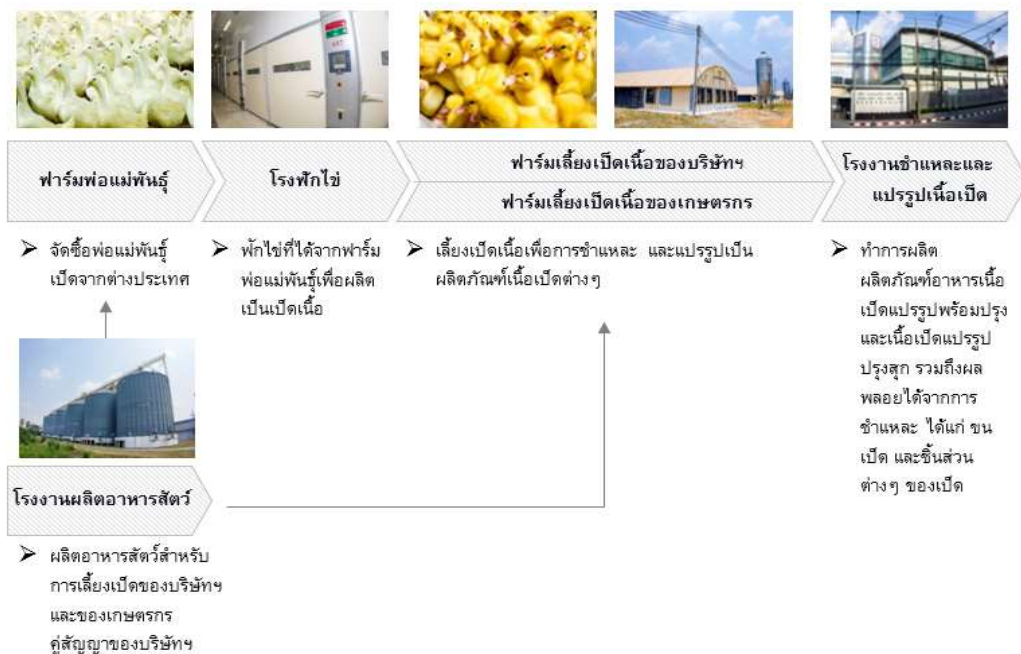 ฟาร์มพ่อแม่พันธุ์
โรงฟักไข่
ฟาร์มเลี้ยงเป็ดเนื้อของบริษัทฯ
ฟาร์มเลี้ยงเป็ดเนื้อของเกษตรกร
โรงงานชำแหละและ
แปรรูปเนื้อเป็ด
➢ จัดซื้อพ่อแม่พันธุ์
เป็ดจากต่างประเทศ
➢ ฟักไข่ที่ได้จากฟาร์ม
พ่อแม่พันธุ์เพื่อผลิต
เป็นเป็ดเนื้อ
➢ เลี้ยงเป็ดเนื้อเพื่อการชำแหละ และแปรรูปเป็น
ผลิตภัณฑ์เนื้อเป็ดต่างๆ
➢ ทำการผลิต
ผลิตภัณฑ์อาหารเนื้อ
เป็ดแปรรูปพร้อมปรุง
และเนื้อเป็ดแปรรูป
ปรุงสุก รวมถึงผล
พลอยได้จากการ
ชำแหละ ได้แก่ ขน
เป็ด และชิ้นส่วน
ต่างๆ ของเป็ด
โรงงานผลิตอาหารสัตว์
➢ ผลิตอาหารสัตว์สำหรับ
การเลี้ยงเป็ดของบริษัทฯ
และของเกษตรกร
คู่สัญญาของบริษัทฯ